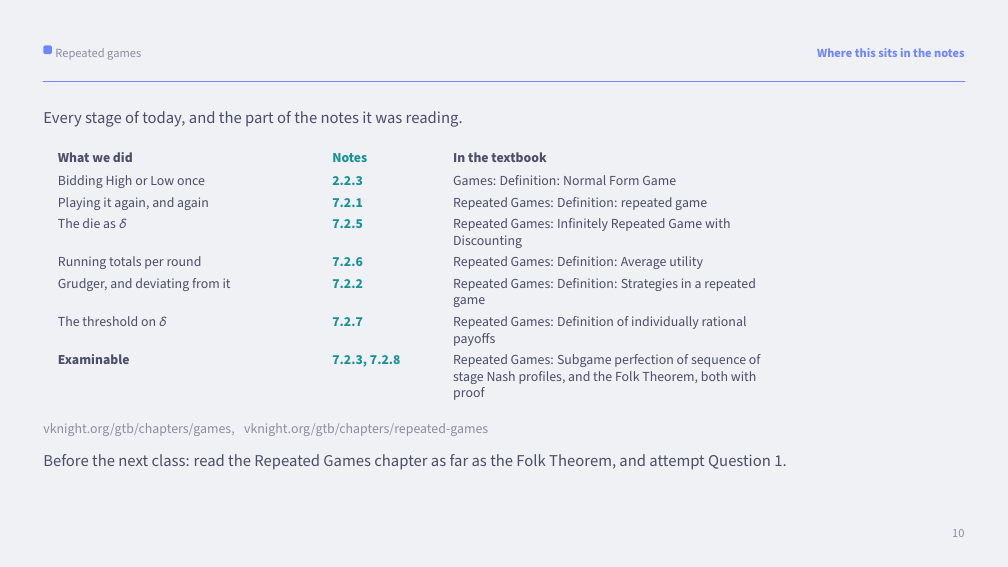 Repeated games
Where this sits in the notes
Every stage of today, and the part of the notes it was reading.
What we did Notes In the textbook
Bidding High or Low once 2.2.3 Games: Definition: Normal Form Game
Playing it again, and again 7.2.1 Repeated Games: Definition: repeated game
The die as δ 7.2.5 Repeated Games: Infinitely Repeated Game with
Discounting
Running totals per round 7.2.6 Repeated Games: Definition: Average utility
Grudger, and deviating from it 7.2.2 Repeated Games: Definition: Strategies in a repeated
game
The threshold on δ 7.2.7 Repeated Games: Definition of individually rational
payoffs
Examinable 7.2.3, 7.2.8 Repeated Games: Subgame perfection of sequence of
stage Nash profiles, and the Folk Theorem, both with
proof
vknight.org/gtb/chapters/games, vknight.org/gtb/chapters/repeated-games
Before the next class: read the Repeated Games chapter as far as the Folk Theorem, and attempt Question 1.
10